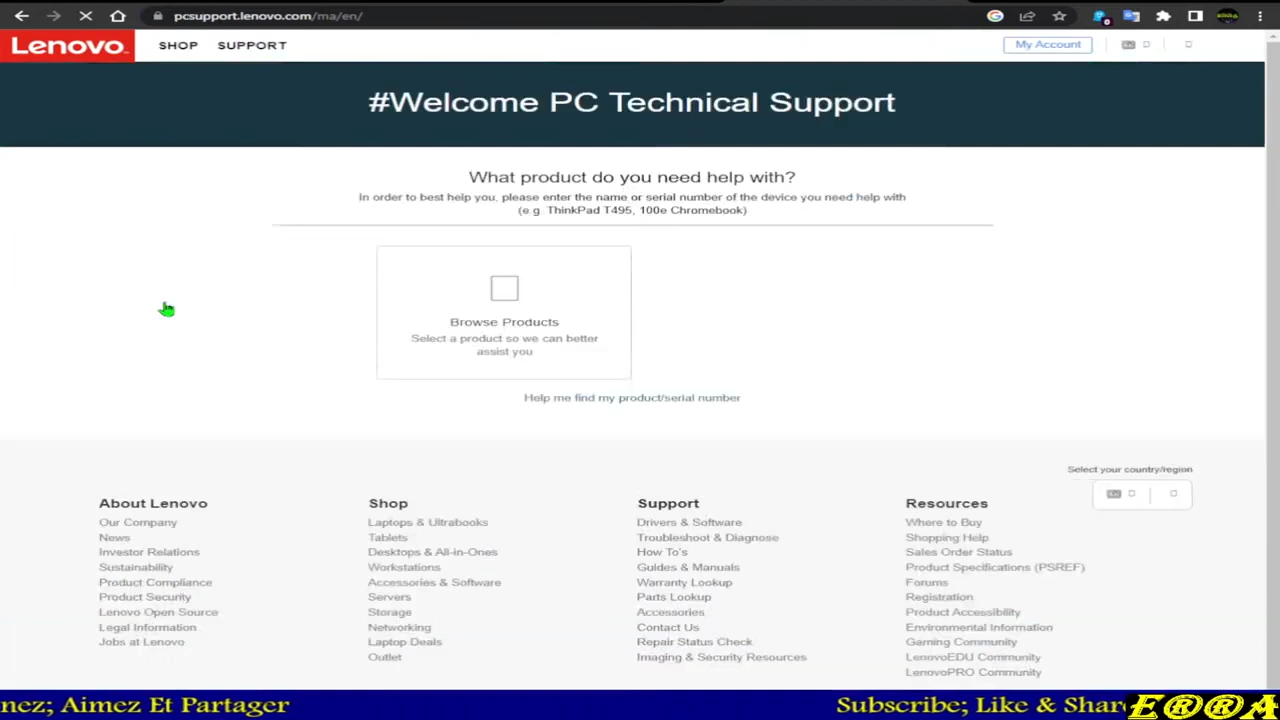 pcsupport.lenovo.com/ma/en/
Lenovo
SHOP SUPPORT
My Account
#Welcome PC Technical Support
What product do you need help with?
In order to best help you, please enter the name or serial number of the device you need help with
(e.g. ThinkPad T495, 100e Chromebook)
Browse Products
Select a product so we can better
assist you
Help me find my product/serial number
Select your country/region
About Lenovo
Our Company
News
Investor Relations
Sustainability
Product Compliance
Product Security
Lenovo Open Source
Legal Information
Jobs at Lenovo
Shop
Laptops & Ultrabooks
Tablets
Desktops & All-in-Ones
Workstations
Accessories & Software
Servers
Storage
Networking
Laptop Deals
Outlet
Support
Drivers & Software
Troubleshoot & Diagnose
How To's
Guides & Manuals
Warranty Lookup
Parts Lookup
Accessories
Contact Us
Repair Status Check
Imaging & Security Resources
Resources
Where to Buy
Shopping Help
Sales Order Status
Product Specifications (PSREF)
Forums
Registration
Product Accessibility
Environmental Information
Gaming Community
LenovoEDU Community
LenovoPRO Community
nez; Aimez Et Partager Subscribe; Like & Shar